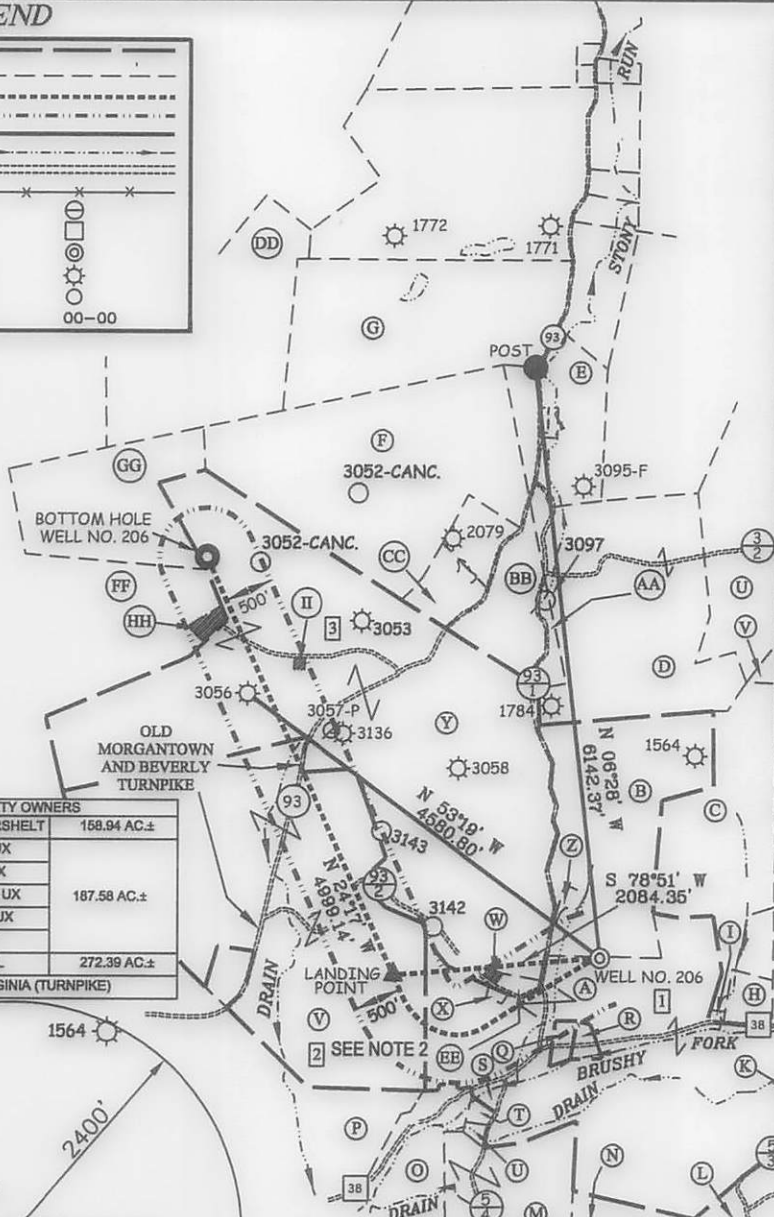 END
00-00
RUN
STONY
1772
1771
DD
G
POST
93
E
F
3052-CANC.
GG
3095-F
BOTTOM HOLE
WELL NO. 206
3052-CANC.
2079
CC
3097
3
2
FF
BB
AA
U
500'
II
HH
3
3053
V
D
3056
93
1
1784
3057-P
3136
Y
1564
OLD
MORGANTOWN
AND BEVERLY
TURNPIKE
3058
N 06°28' W
6142.37'
B
C
93
N 53°19' W
4580.80'
TY OWNERS
RSHELT 158.94 AC.±
UX
X
UX 187.58 AC.±
UX
L 272.39 AC.±
GINIA (TURNPIKE)
3143
Z
93
2
N 24°17' W
4999.14'
S 78°51' W
2084.35'
3142
W
I
LANDING
POINT
WELL NO. 206
DRAIN
A
X
1
H
500'
V
R
38
1564
2 SEE NOTE 2
EE
Q
S
FORK
BRUSHY
K
2400'
T
DRAIN
P
U
O
N
38
L
5
3
DRAIN
5
4
M